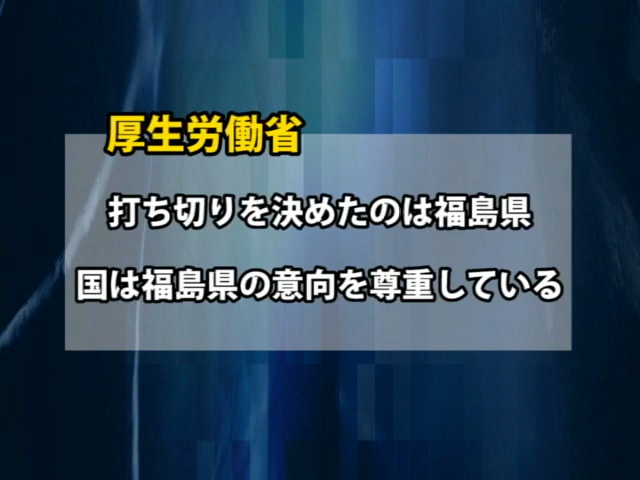 厚生労働省
打ち切りを決めたのは福島県
国は福島県の意向を尊重している